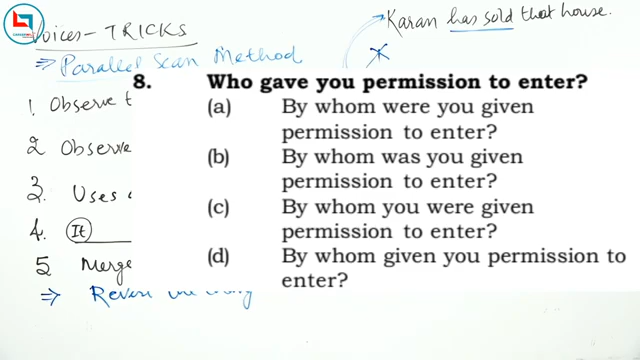 Voices - TRICKS
Karan has sold that house.
⇒ Parallel Scan Method
8. Who gave you permission to enter?
(a) By whom were you given
permission to enter?
(b) By whom was you given
permission to enter?
(c) By whom you were given
permission to enter?
(d) By whom given you permission to
enter?
1. Observe
2 Observe
3. Uses
4. It
5 Merge
⇒